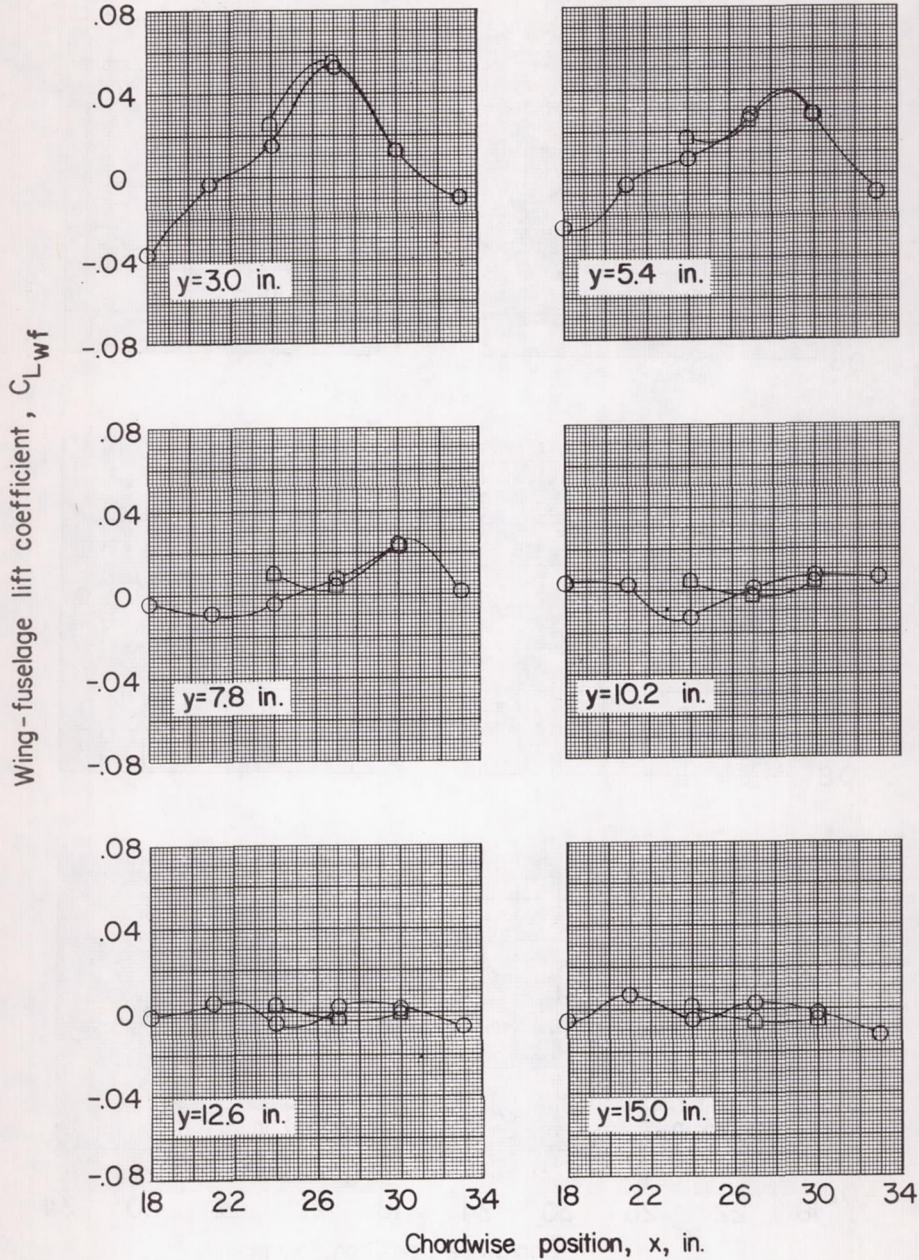 .08
.04
0
-.04
-.08
y=3.0 in.
y=5.4 in.
.08
.04
0
-.04
-.08
y=7.8 in.
y=10.2 in.
.08
.04
0
-.04
-.08
y=12.6 in.
y=15.0 in.
18 22 26 30 34
18 22 26 30 34
Wing-fuselage lift coefficient, CLwf
Chordwise position, x, in.